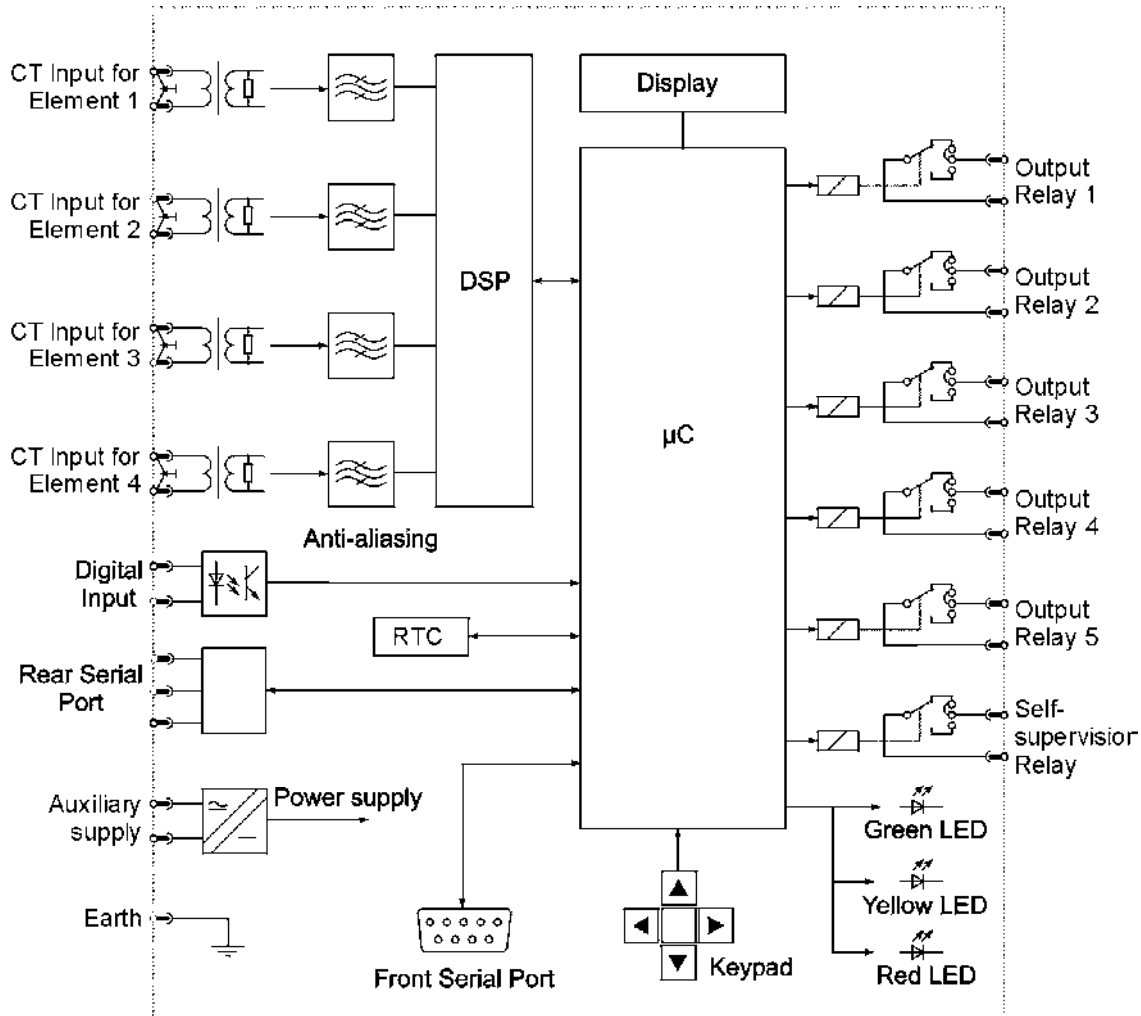 CT Input for
Element 1
CT Input for
Element 2
CT Input for
Element 3
CT Input for
Element 4
Anti-aliasing
DSP
Display
µC
Digital
Input
RTC
Rear Serial
Port
Auxiliary
supply
Power supply
Earth
Front Serial Port
Keypad
Output
Relay 1
Output
Relay 2
Output
Relay 3
Output
Relay 4
Output
Relay 5
Self-
supervision
Relay
Green LED
Yellow LED
Red LED